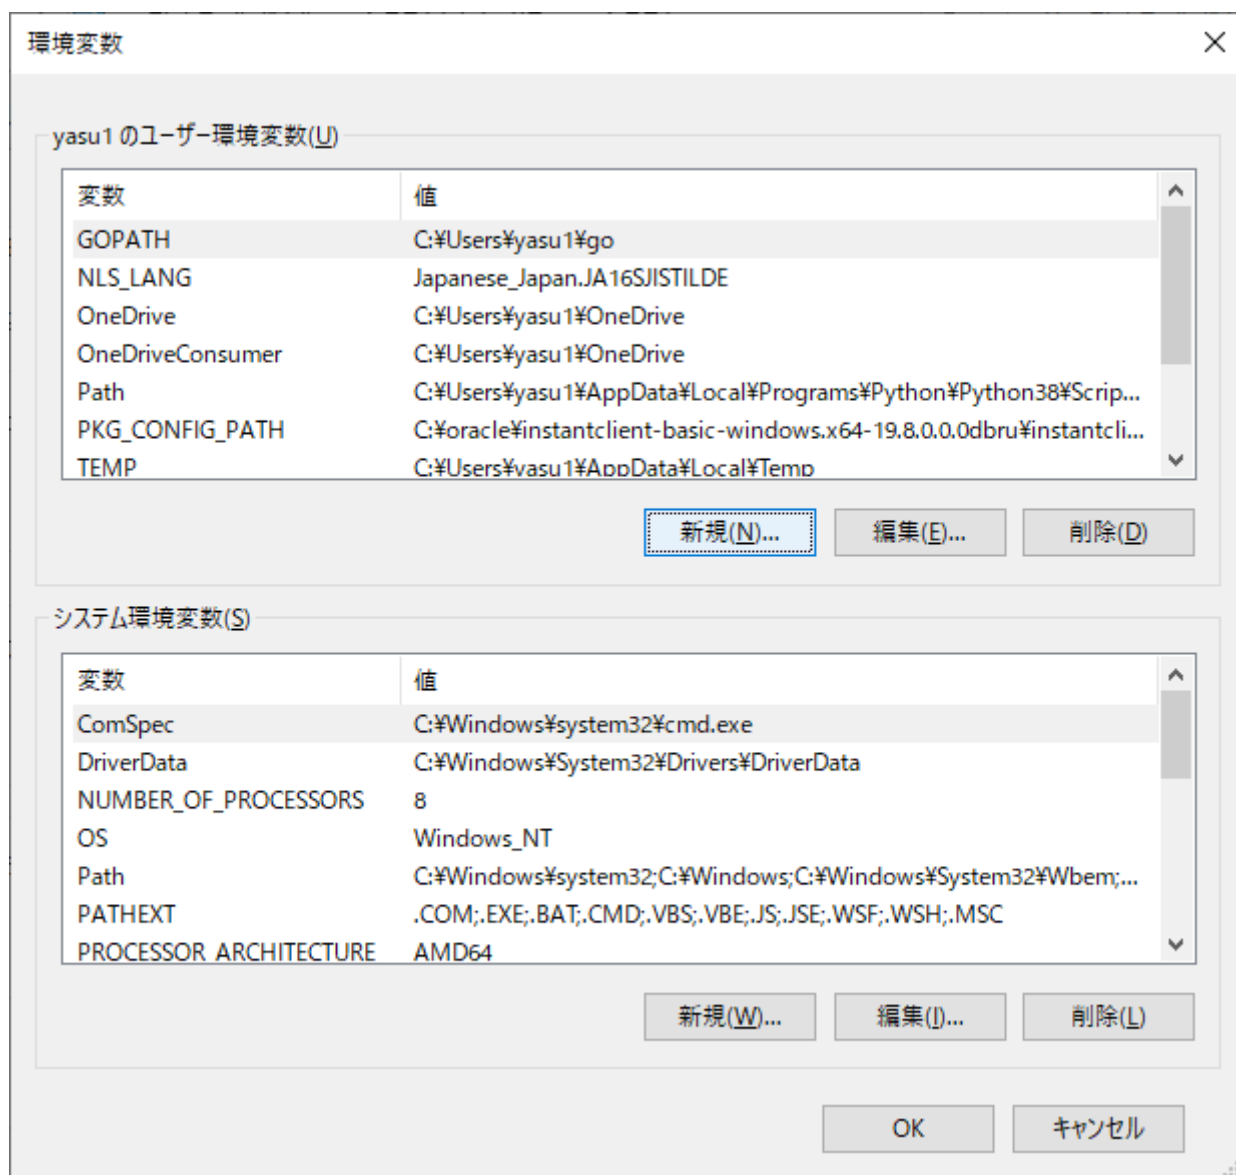 環境変数
yasu1 のユーザー環境変数(U)
変数 値
GOPATH C:¥Users¥yasu1¥go
NLS_LANG Japanese_Japan.JA16SJISTILDE
OneDrive C:¥Users¥yasu1¥OneDrive
OneDriveConsumer C:¥Users¥yasu1¥OneDrive
Path C:¥Users¥yasu1¥AppData¥Local¥Programs¥Python¥Python38¥Scrip...
PKG_CONFIG_PATH C:¥oracle¥instantclient-basic-windows.x64-19.8.0.0.0dbru¥instantcli...
TEMP C:¥Users¥yasu1¥AppData¥Local¥Temp
新規(N)... 編集(E)... 削除(D)
システム環境変数(S)
変数 値
ComSpec C:¥Windows¥system32¥cmd.exe
DriverData C:¥Windows¥System32¥Drivers¥DriverData
NUMBER_OF_PROCESSORS 8
OS Windows_NT
Path C:¥Windows¥system32;C:¥Windows;C:¥Windows¥System32¥Wbem;...
PATHEXT .COM;.EXE;.BAT;.CMD;.VBS;.VBE;.JS;.JSE;.WSF;.WSH;.MSC
PROCESSOR_ARCHITECTURE AMD64
新規(W)... 編集(I)... 削除(L)
OK キャンセル